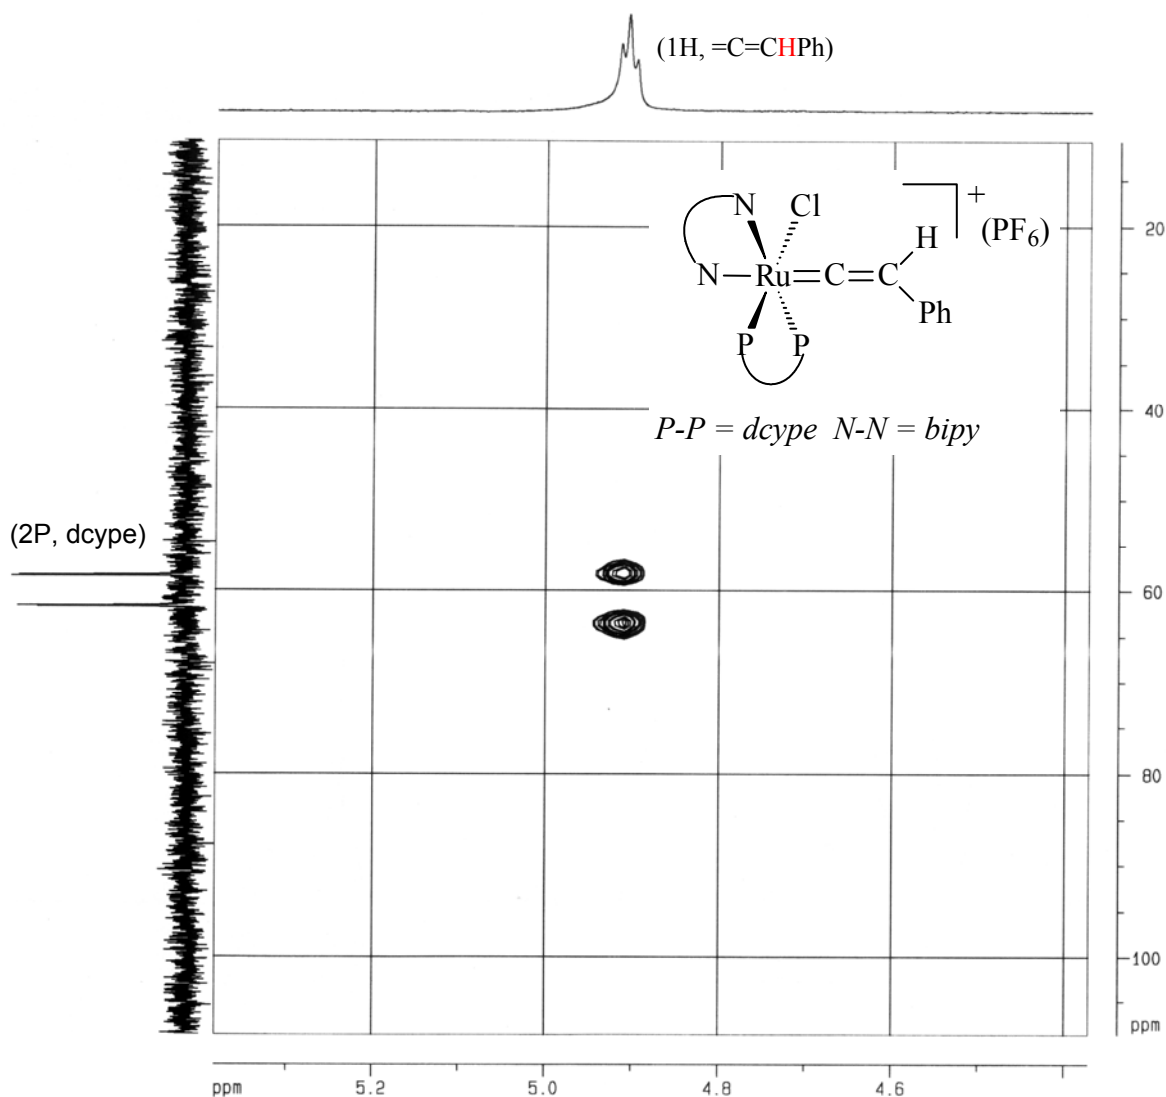 (1H, =C=CHPh)
N Cl
+
H
(PF6)
N Ru C C
Ph
P P
20
40
P-P = dcype N-N = bipy
(2P, dcype)
60
80
100
ppm
ppm 5.2 5.0 4.8 4.6